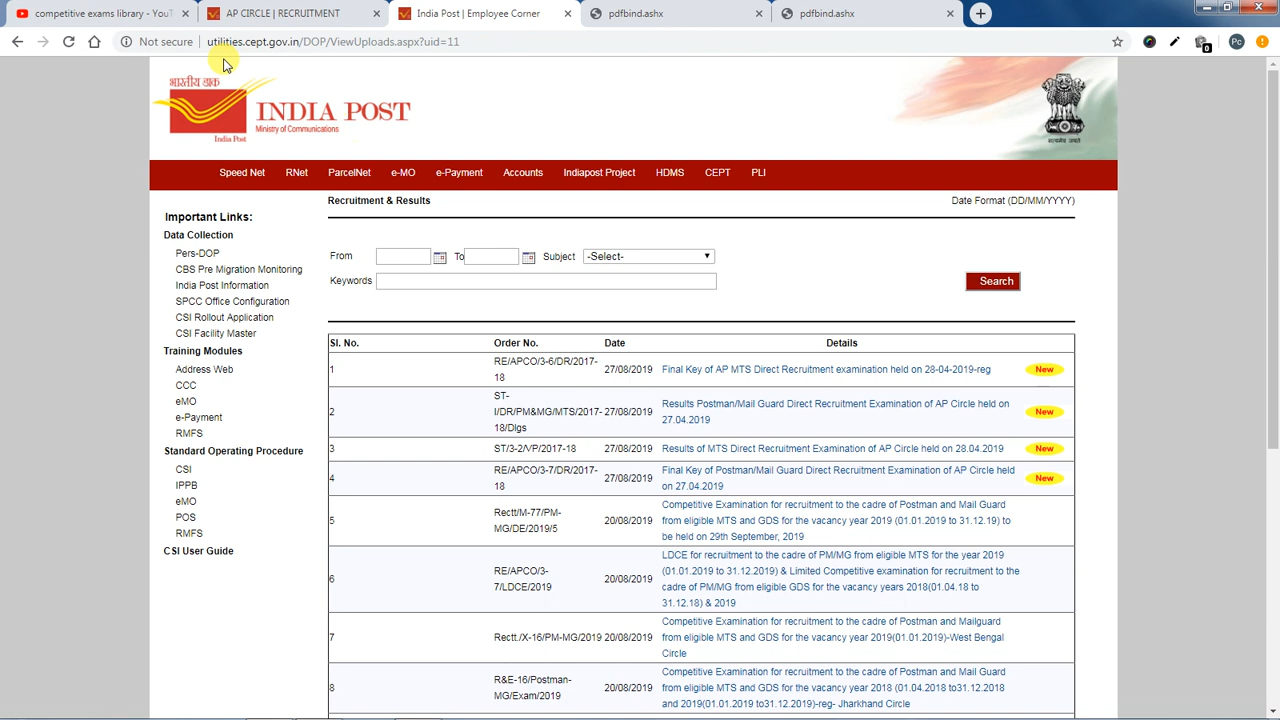 competitive exams library - YouT
AP CIRCLE | RECRUITMENT
India Post | Employee Corner
pdfbind.ashx
pdfbind.ashx
Not secure
utilities.cept.gov.in/DOP/ViewUploads.aspx?uid=11
Pc
0
भारतीय डाक
India Post
INDIA POST
Ministry of Communications
सत्यमेव जयते
Speed Net RNet ParcelNet e-MO e-Payment Accounts Indiapost Project HDMS CEPT PLI
Important Links:
Data Collection
Pers-DOP
CBS Pre Migration Monitoring
India Post Information
SPCC Office Configuration
CSI Rollout Application
CSI Facility Master
Training Modules
Address Web
CCC
eMO
e-Payment
RMFS
Standard Operating Procedure
CSI
IPPB
eMO
POS
RMFS
CSI User Guide
Recruitment & Results
Date Format (DD/MM/YYYY)
From To Subject -Select-
Keywords Search
Sl. No. Order No. Date Details
1
RE/APCO/3-6/DR/2017-
18
27/08/2019
Final Key of AP MTS Direct Recruitment examination held on 28-04-2019-reg
New
2
ST-
I/DR/PM&MG/MTS/2017-
18/Dlgs
27/08/2019
Results Postman/Mail Guard Direct Recruitment Examination of AP Circle held on
27.04.2019
New
3
ST/3-2/VP/2017-18
27/08/2019
Results of MTS Direct Recruitment Examination of AP Circle held on 28.04.2019
New
4
RE/APCO/3-7/DR/2017-
18
27/08/2019
Final Key of Postman/Mail Guard Direct Recruitment Examination of AP Circle held
on 27.04.2019
New
5
Rectt/M-77/PM-
MG/DE/2019/5
20/08/2019
Competitive Examination for recruitment to the cadre of Postman and Mail Guard
from eligible MTS and GDS for the vacancy year 2019 (01.01.2019 to 31.12.19) to
be held on 29th September, 2019
6
RE/APCO/3-
7/LDCE/2019
20/08/2019
LDCE for recruitment to the cadre of PM/MG from eligible MTS for the year 2019
(01.01.2019 to 31.12.2019) & Limited Competitive examination for recruitment to the
cadre of PM/MG from eligible GDS for the vacancy years 2018(01.04.18 to
31.12.18) & 2019
7
Rectt./X-16/PM-MG/2019
20/08/2019
Competitive Examination for recruitment to the cadre of Postman and Mailguard
from eligible MTS and GDS for the vacancy year 2019(01.01.2019)-West Bengal
Circle
8
R&E-16/Postman-
MG/Exam/2019
20/08/2019
Competitive Examination for recruitment to the cadre of Postman and Mail Guard
from eligible MTS and GDS for the vacancy year 2018 (01.04.2018 to31.12.2018
and 2019(01.01.2019 to31.12.2019)-reg- Jharkhand Circle